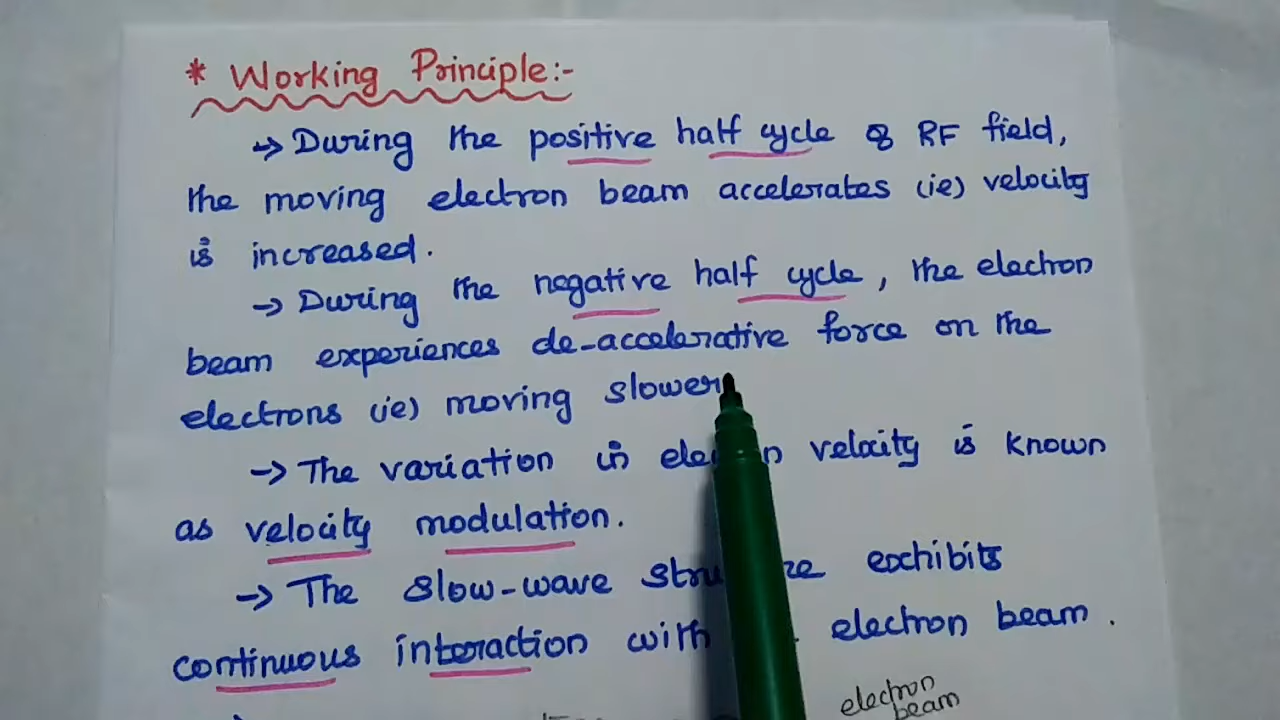 * Working Principle:-
→ During the positive half cycle of RF field,
the moving electron beam accelerates (ie) velocity
is increased.
→ During the negative half cycle, the electron
beam experiences de-accelerative force on the
electrons (ie) moving slower
→ The variation in electron velocity is known
as velocity modulation.
→ The slow-wave structure exhibits
continuous interaction with electron beam.
electron
beam